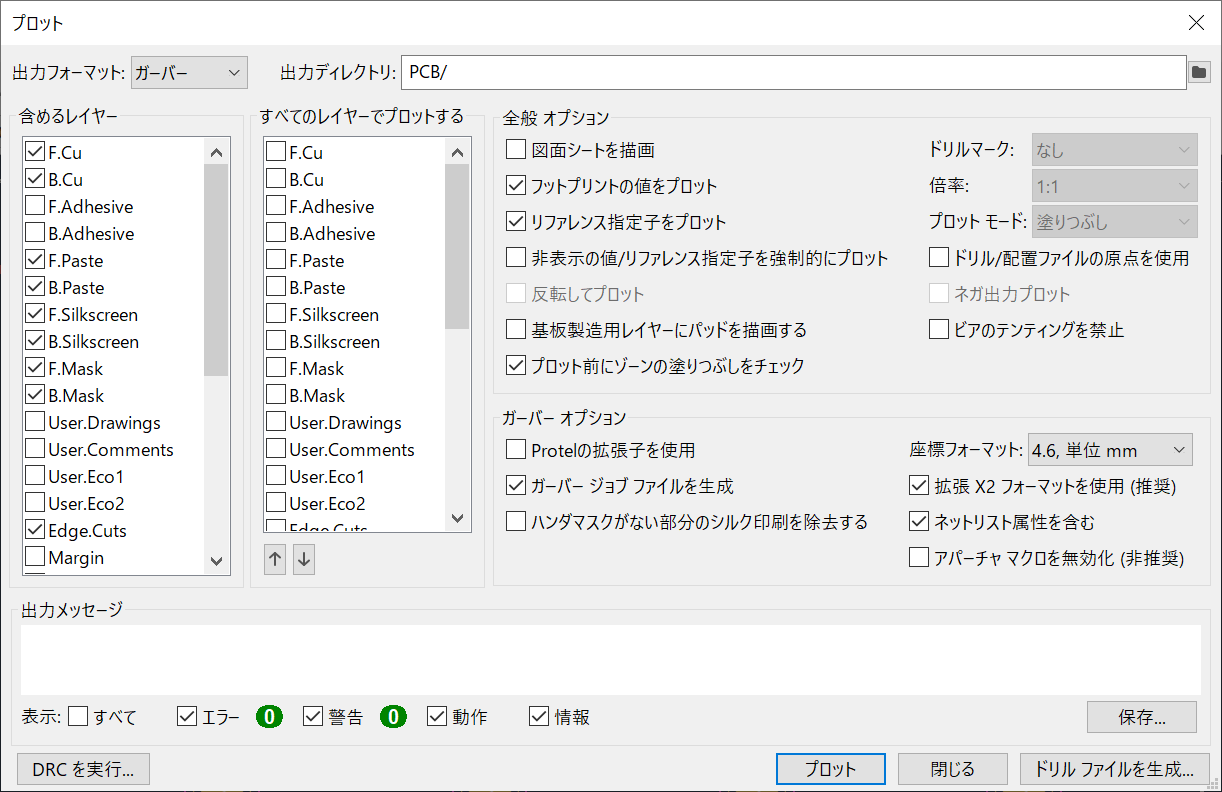 プロット
出力フォーマット: ガーバー 出力ディレクトリ: PCB/
含めるレイヤー
F.Cu
B.Cu
F.Adhesive
B.Adhesive
F.Paste
B.Paste
F.Silkscreen
B.Silkscreen
F.Mask
B.Mask
User.Drawings
User.Comments
User.Eco1
User.Eco2
Edge.Cuts
Margin
すべてのレイヤーでプロットする
F.Cu
B.Cu
F.Adhesive
B.Adhesive
F.Paste
B.Paste
F.Silkscreen
B.Silkscreen
F.Mask
B.Mask
User.Drawings
User.Comments
User.Eco1
User.Eco2
Edge.Cuts
全般 オプション
図面シートを描画
フットプリントの値をプロット
リファレンス指定子をプロット
非表示の値/リファレンス指定子を強制的にプロット
反転してプロット
基板製造用レイヤーにパッドを描画する
プロット前にゾーンの塗りつぶしをチェック
ドリルマーク: なし
倍率: 1:1
プロット モード: 塗りつぶし
ドリル/配置ファイルの原点を使用
ネガ出力プロット
ビアのテンティングを禁止
ガーバー オプション
Protelの拡張子を使用
ガーバー ジョブ ファイルを生成
ハンダマスクがない部分のシルク印刷を除去する
座標フォーマット: 4.6, 単位 mm
拡張 X2 フォーマットを使用 (推奨)
ネットリスト属性を含む
アパーチャ マクロを無効化 (非推奨)
出力メッセージ
表示: すべて エラー 0 警告 0 動作 情報 保存...
DRC を実行... プロット 閉じる ドリル ファイルを生成...